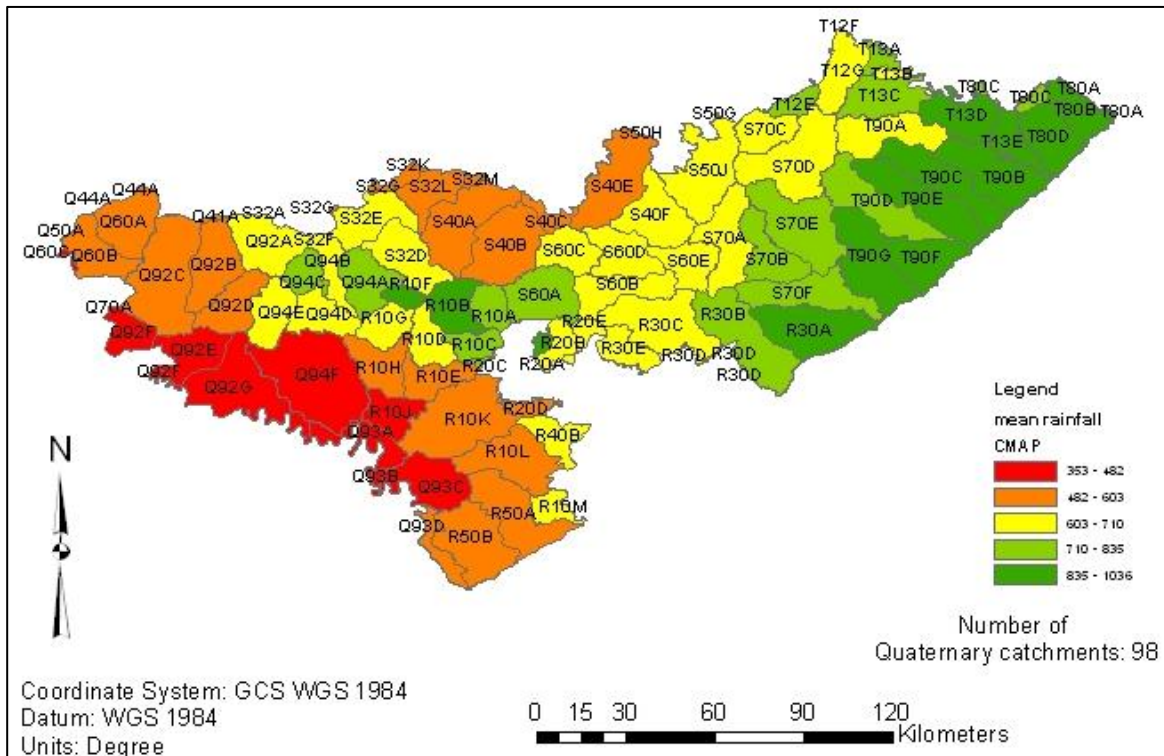 T12F
T13A
T12G
T13B
T80C
T80A
T12E
T13C
T80C
T80B
T80A
S50G
T13D
S50H
S70C
T90A
T13E
T80D
S32K
S32M
S50J
S70D
T90C
T90B
Q44A
S32G
S32L
S40E
Q44A
Q41A
S32A
S32G
S32E
S40A
S40C
S40F
T90D
T90E
Q50A
Q60A
S32F
S40B
S70E
Q60C
Q60B
Q92A
Q94B
S32D
S60C
S60D
S70A
Q92C
Q92B
Q94C
Q94A
R10F
S60E
S70B
T90G
T90F
Q70A
Q92D
Q94E
Q94D
R10G
R10B
R10A
S60A
S60B
S70F
Q92F
R10D
R10C
R20E
R30C
R30B
R30A
Q92E
R20B
R30E
R30D
R30D
Q92F
Q92G
Q94F
R10H
R10E
R20C
R20A
R30D
R10J
R10K
R20D
Q93A
R40B
R10L
Q93B
Q93C
R50A
R10M
Q93D
R50B
Legend
mean rainfall
CMAP
353 - 482
482 - 603
603 - 710
710 - 835
835 - 1036
N
Number of
Quaternary catchments: 98
Coordinate System: GCS WGS 1984
Datum: WGS 1984
Units: Degree
0 15 30 60 90 120
Kilometers